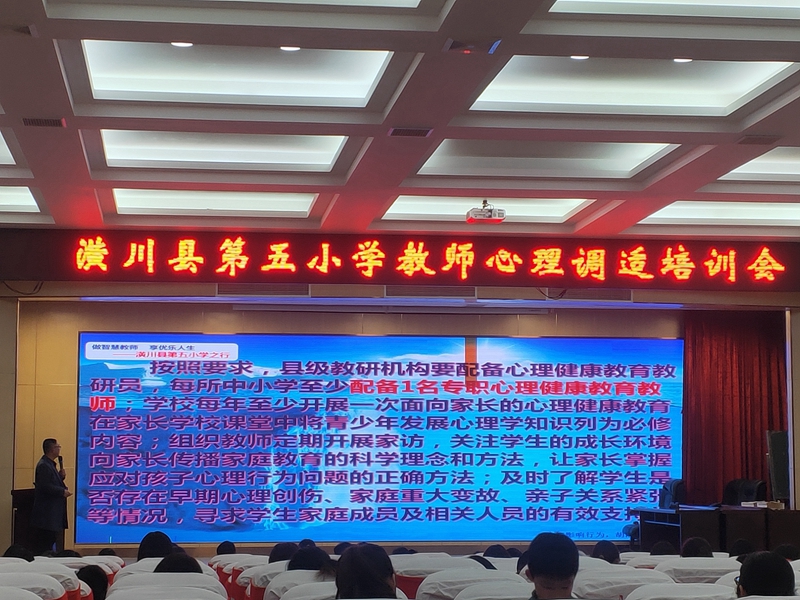 潢川县第五小学教师心理调适培训会
做智慧教师 享优乐人生
——潢川县第五小学之行
按照要求，县级教研机构要配备心理健康教育教
研员，每所中小学至少配备1名专职心理健康教育教
师；学校每年至少开展一次面向家长的心理健康教育，
在家长学校课堂中将青少年发展心理学知识列为必修
内容；组织教师定期开展家访，关注学生的成长环境
向家长传播家庭教育的科学理念和方法，让家长掌握
应对孩子心理行为问题的正确方法；及时了解学生是
否存在早期心理创伤、家庭重大变故、亲子关系紧张
等情况，寻求学生家庭成员及相关人员的有效支持